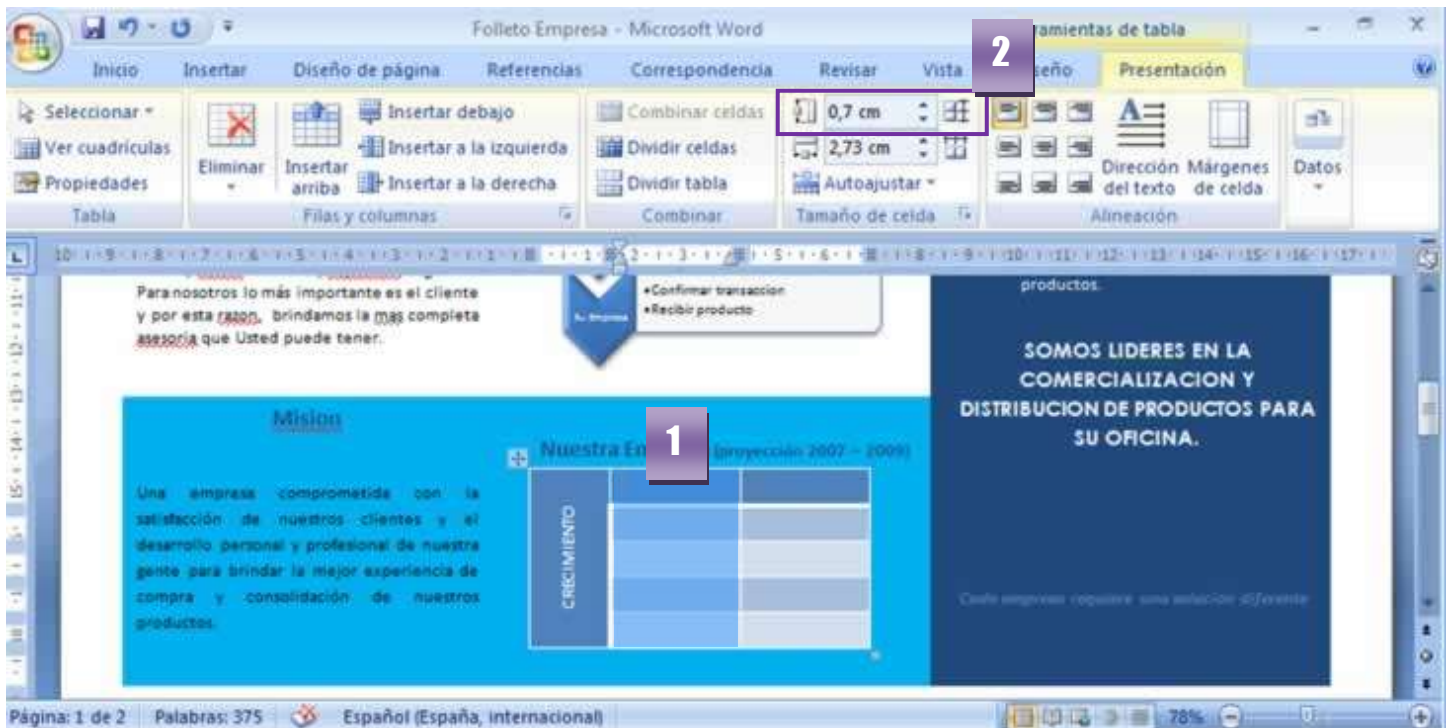 Folleto Empresa - Microsoft Word
ramientas de tabla
2
Inicio Insertar Diseño de página Referencias Correspondencia Revisar Vista seño Presentación
Seleccionar
Ver cuadrículas
Propiedades
Tabla
Eliminar
Insertar arriba
Insertar debajo
Insertar a la izquierda
Insertar a la derecha
Filas y columnas
Combinar celdas
Dividir celdas
Dividir tabla
Combinar
0,7 cm
2,73 cm
Autoajustar
Tamaño de celda
Dirección del texto
Márgenes de celda
Alineación
Datos
Para nosotros lo más importante es el cliente
y por esta razon, brindamos la mas completa
asesoria que Usted puede tener.
Su Empresa
•Confirmar transaccion
•Recibir producto
productos.
SOMOS LIDERES EN LA
COMERCIALIZACION Y
DISTRIBUCION DE PRODUCTOS PARA
SU OFICINA.
Mision
1
Nuestra Em (proyección 2007 – 2009)
Una empresa comprometida con la
satisfacción de nuestros clientes y el
desarrollo personal y profesional de nuestra
gente para brindar la mejor experiencia de
compra y consolidación de nuestros
productos.
CRECIMIENTO
Cada empresa requiere una solución diferente
Página: 1 de 2 Palabras: 375 Español (España, internacional) 78%